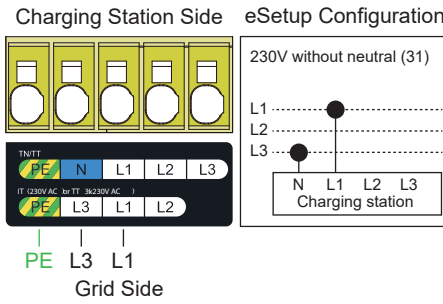 Charging Station Side
eSetup Configuration
230V without neutral (31)
L1
L2
L3
N L1 L2 L3
Charging station
TN/TT
PE N L1 L2 L3
IT (230V AC )or TT 3x230V AC )
PE L3 L1 L2
PE L3 L1
Grid Side